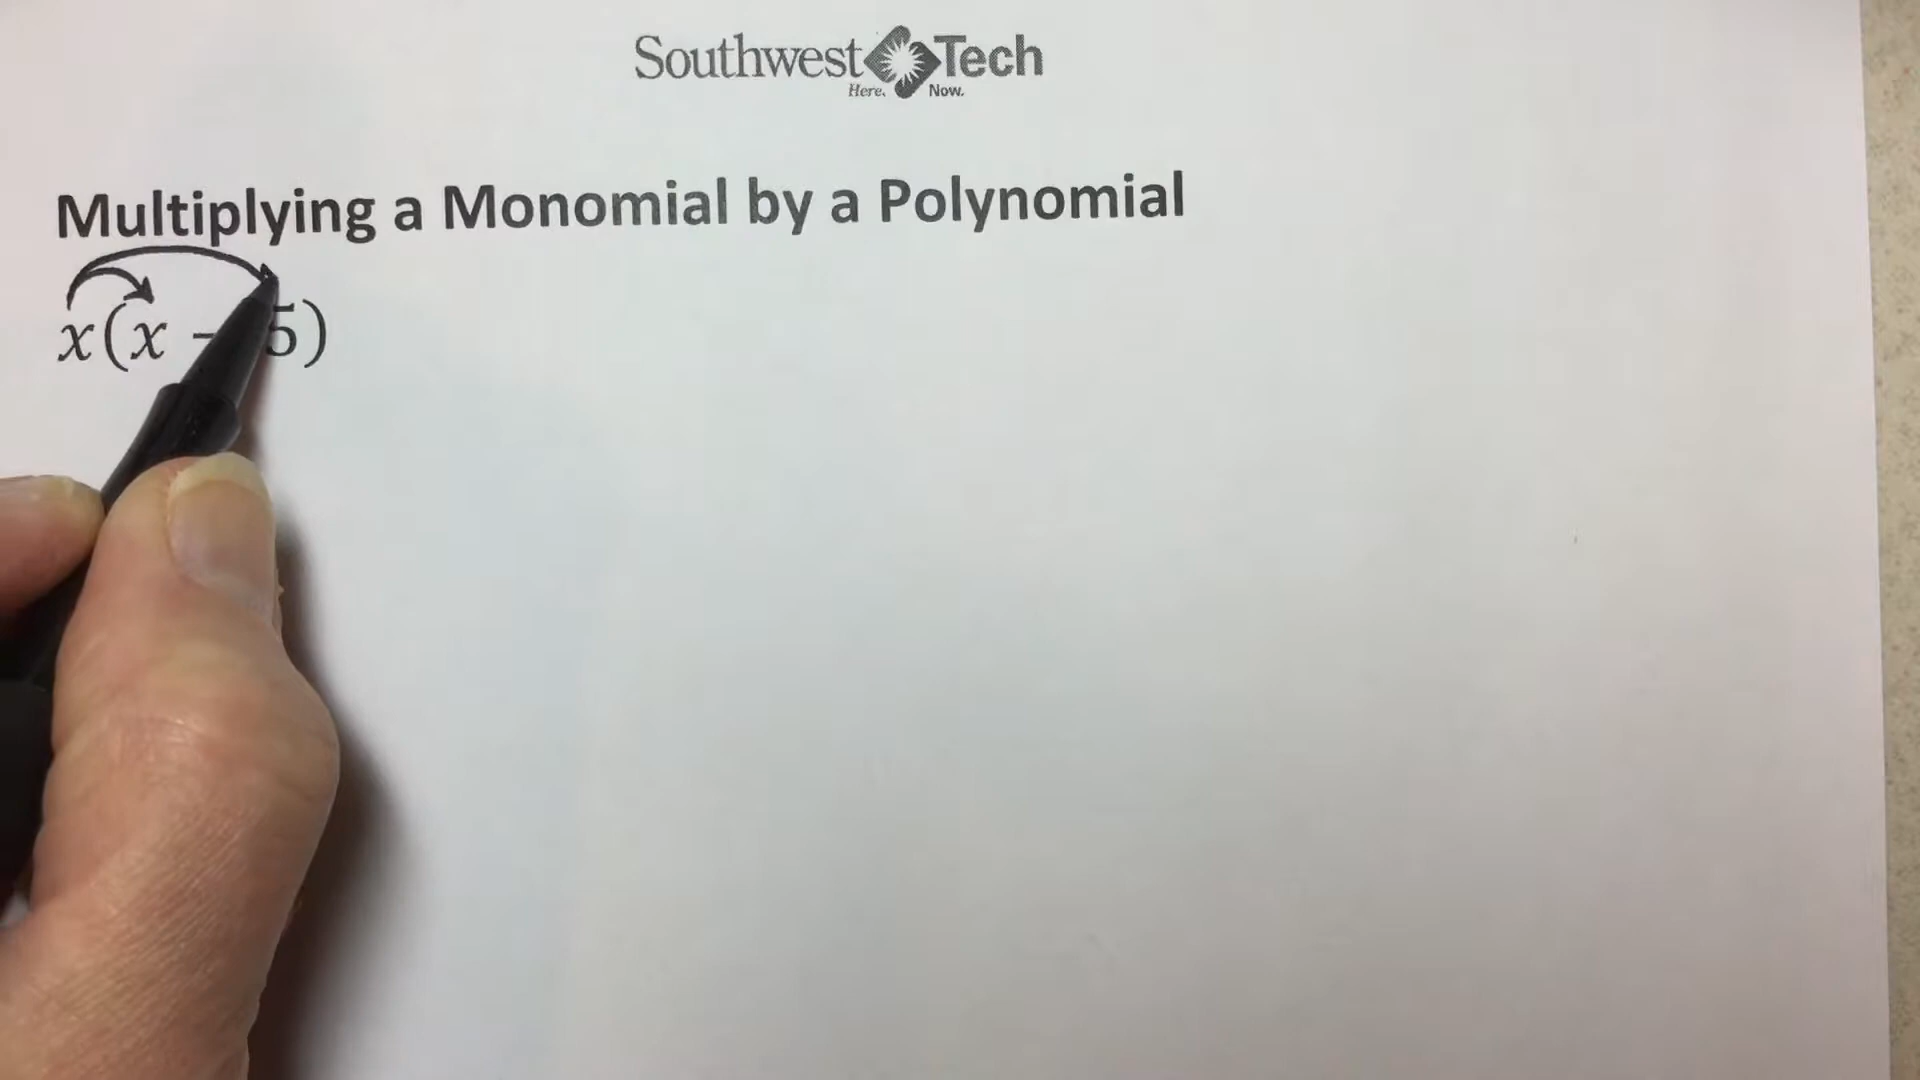 Southwest Tech
Here. Now.
Multiplying a Monomial by a Polynomial
x(x - 5)